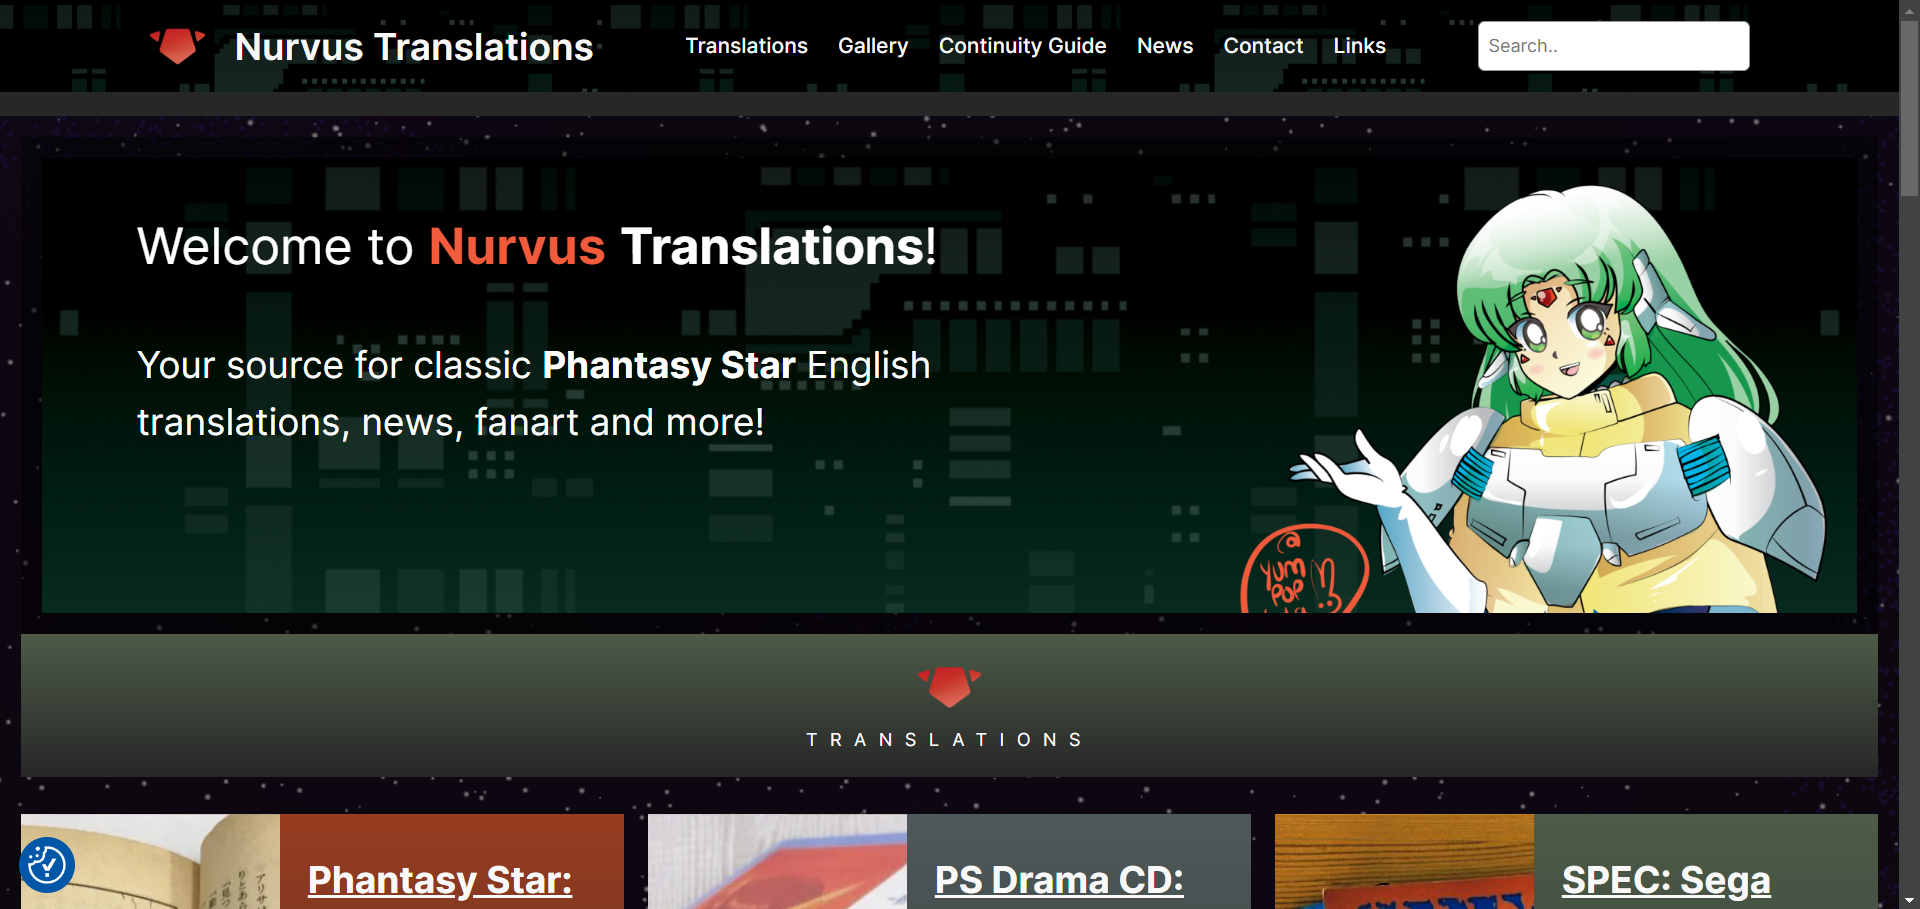 Nurvus Translations
Translations
Gallery
Continuity Guide
News
Contact
Links
Search..
Welcome to Nurvus Translations!
Your source for classic Phantasy Star English
translations, news, fanart and more!
@
YUM
POP
TRANSLATIONS
Phantasy Star:
PS Drama CD:
SPEC: Sega